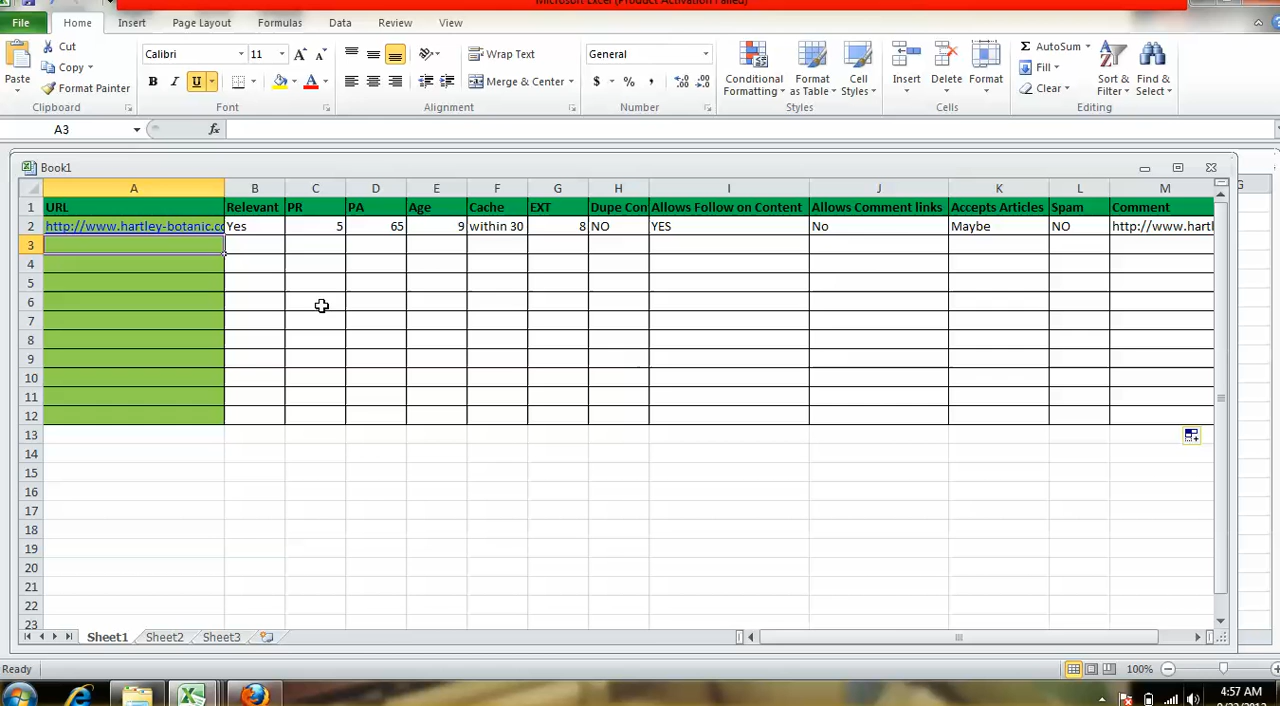 Microsoft Excel (Product Activation Failed)
File Home Insert Page Layout Formulas Data Review View
Cut
Copy
Format Painter
Paste
Clipboard
Calibri 11
B I U A
Font
Wrap Text
Merge & Center
Alignment
General
$ % ,
Number
Conditional Formatting
Format as Table
Cell Styles
Styles
Insert Delete Format
Cells
Σ AutoSum
Fill
Clear
Sort & Filter
Find & Select
Editing
A3 fx
Book1
A B C D E F G H I J K L M G
1 URL Relevant PR PA Age Cache EXT Dupe Con Allows Follow on Content Allows Comment links Accepts Articles Spam Comment
2 http://www.hartley-botanic.co Yes 5 65 9 within 30 8 NO YES No Maybe NO http://www.hartl
3
4
5
6
7
8
9
10
11
12
13
14
15
16
17
18
19
20
21
22
23
Sheet1 Sheet2 Sheet3
Ready 100%
4:57 AM